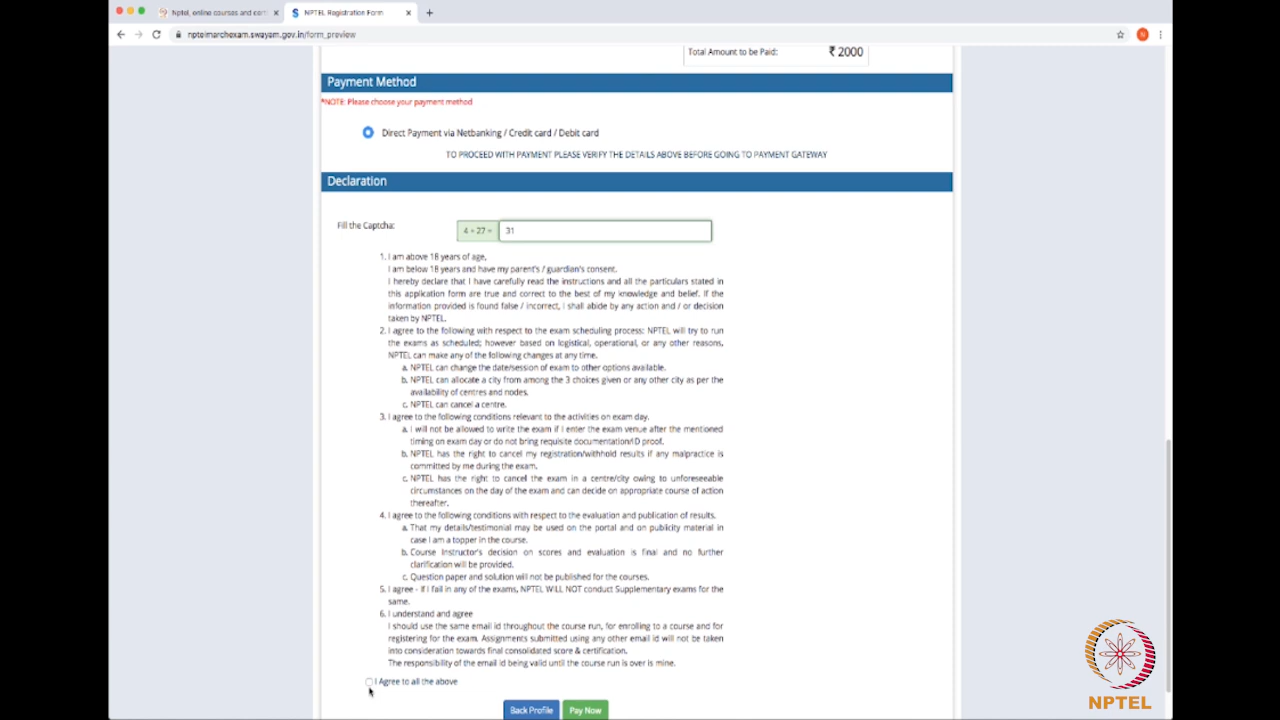 Nptel, online courses and cert
NPTEL Registration Form
nptelmarchexam.swayam.gov.in/form_preview
N
Total Amount to be Paid: ₹ 2000
Payment Method
*NOTE: Please choose your payment method
Direct Payment via Netbanking / Credit card / Debit card
TO PROCEED WITH PAYMENT PLEASE VERIFY THE DETAILS ABOVE BEFORE GOING TO PAYMENT GATEWAY
Declaration
Fill the Captcha: 4 + 27 = 31
1. I am above 18 years of age,
I am below 18 years and have my parent's / guardian's consent.
I hereby declare that I have carefully read the instructions and all the particulars stated in
this application form are true and correct to the best of my knowledge and belief. If the
information provided is found false / incorrect, i shall abide by any action and / or decision
taken by NPTEL.
2. I agree to the following with respect to the exam scheduling process: NPTEL will try to run
the exams as scheduled; however based on logistical, operational, or any other reasons,
NPTEL can make any of the following changes at any time.
a. NPTEL can change the date/session of exam to other options available.
b. NPTEL can allocate a city from among the 3 choices given or any other city as per the
availability of centres and nodes.
c. NPTEL can cancel a centre.
3. I agree to the following conditions relevant to the activities on exam day.
a. I will not be allowed to write the exam if I enter the exam venue after the mentioned
timing on exam day or do not bring requisite documentation/ID proof.
b. NPTEL has the right to cancel my registration/withhold results if any malpractice is
committed by me during the exam.
c. NPTEL has the right to cancel the exam in a centre/city owing to unforeseeable
circumstances on the day of the exam and can decide on appropriate course of action
thereafter.
4. I agree to the following conditions with respect to the evaluation and publication of results.
a. That my details/testimonial may be used on the portal and on publicity material in
case I am a topper in the course.
b. Course Instructor's decision on scores and evaluation is final and no further
clarification will be provided.
c. Question paper and solution will not be published for the courses.
5. I agree - If I fail in any of the exams, NPTEL WILL NOT conduct Supplementary exams for the
same.
6. I understand and agree
I should use the same email id throughout the course run, for enrolling to a course and for
registering for the exam. Assignments submitted using any other email id will not be taken
into consideration towards final consolidated score & certification.
The responsibility of the email id being valid until the course run is over is mine.
I Agree to all the above
Back Profile Pay Now
NPTEL